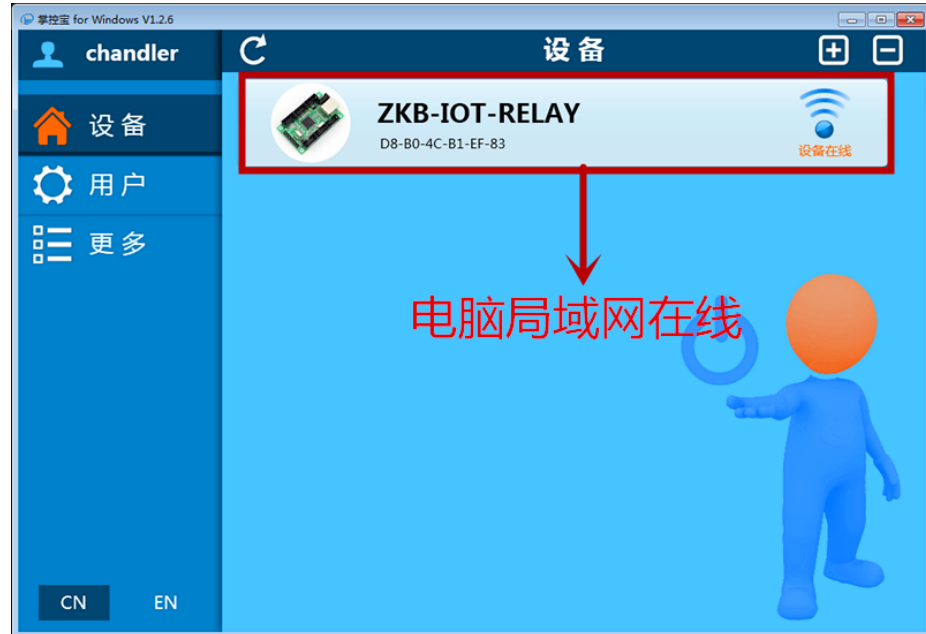 掌控宝 for Windows V1.2.6
chandler
设备
设备
用户
更多
ZKB-IOT-RELAY
D8-B0-4C-B1-EF-83
设备在线
电脑局域网在线
CN
EN